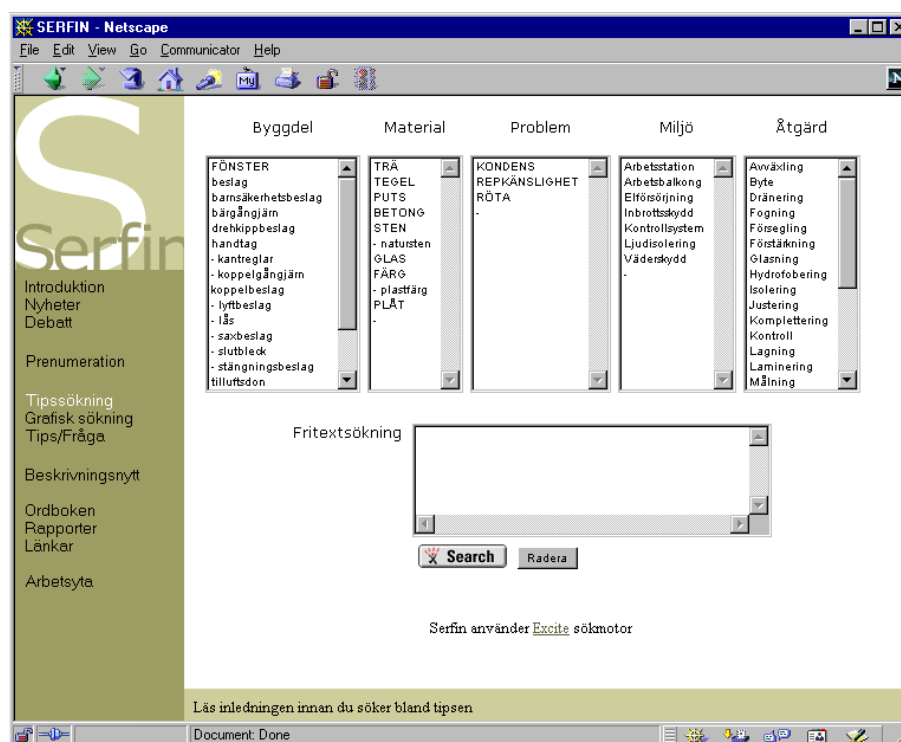 SERFIN - Netscape
File Edit View Go Communicator Help
My
N
S
Serfin
Introduktion
Nyheter
Debatt
Prenumeration
Tipssökning
Grafisk sökning
Tips/Fråga
Beskrivningsnytt
Ordboken
Rapporter
Länkar
Arbetsyta
Byggdel
FÖNSTER
beslag
barnsäkerhetsbeslag
bärgångjärn
drehkippbeslag
handtag
- kantreglar
- koppelgångjärn
koppelbeslag
- lyftbeslag
- lås
- saxbeslag
- slutbleck
- stängningsbeslag
tilluftsdon
Material
TRÄ
TEGEL
PUTS
BETONG
STEN
- natursten
GLAS
FÄRG
- plastfärg
PLÅT
-
Problem
KONDENS
REPKÄNSLIGHET
RÖTA
-
Miljö
Arbetsstation
Arbetsbalkong
Elförsörjning
Inbrottsskydd
Kontrollsystem
Ljudisolering
Väderskydd
-
Åtgärd
Avväxling
Byte
Dränering
Fogning
Försegling
Förstärkning
Glasning
Hydrofobering
Isolering
Justering
Komplettering
Kontroll
Lagning
Laminering
Målning
Fritextsökning
Search Radera
Serfin använder Excite sökmotor
Läs inledningen innan du söker bland tipsen
Document: Done